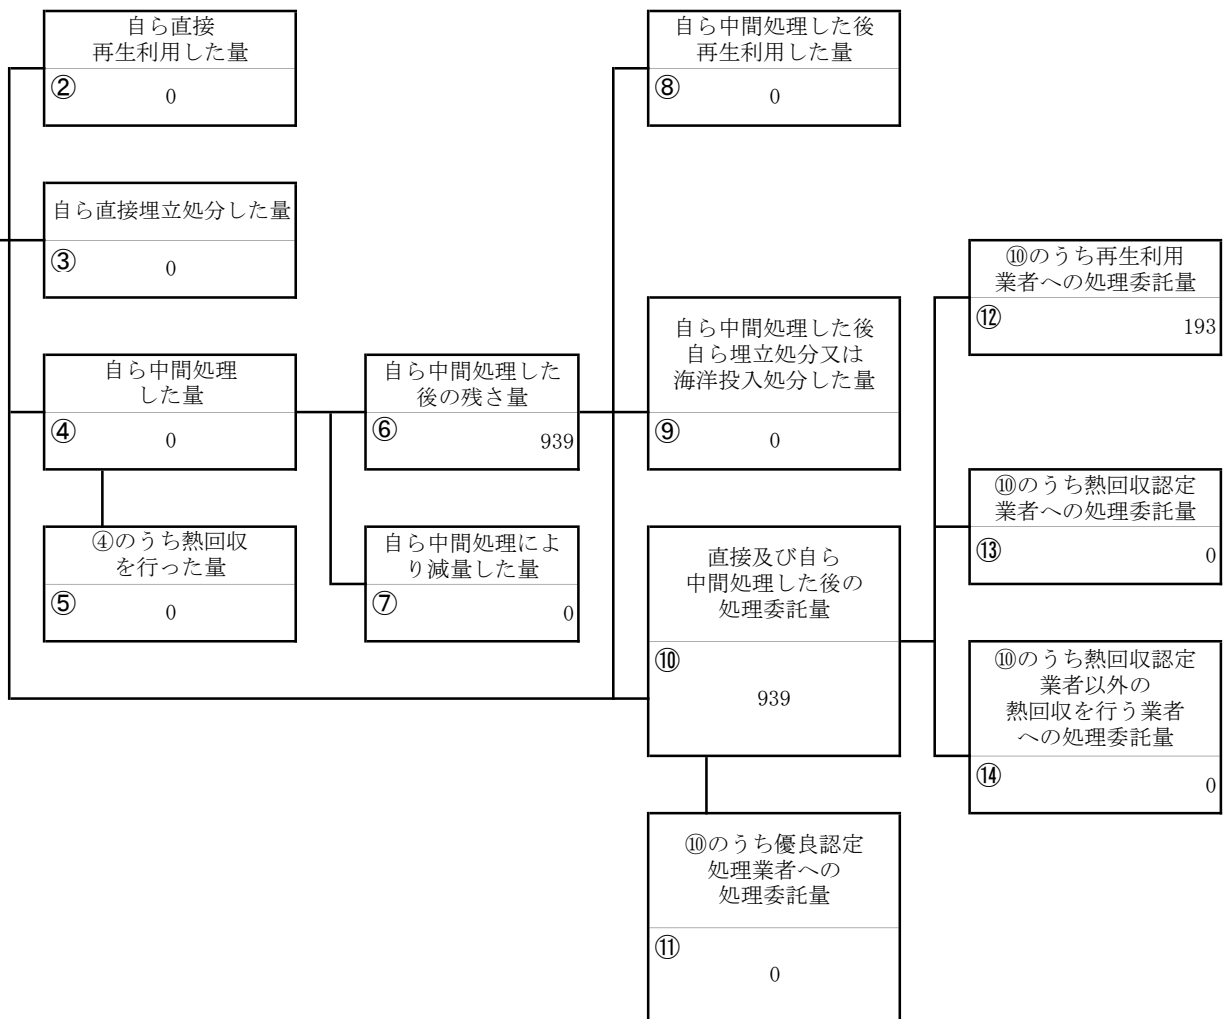 自ら直接
再生利用した量
②
0
自ら中間処理した後
再生利用した量
⑧
0
自ら直接埋立処分した量
③
0
⑩のうち再生利用
業者への処理委託量
⑫
193
自ら中間処理した後
自ら埋立処分又は
海洋投入処分した量
⑨
0
自ら中間処理
した量
④
0
自ら中間処理した
後の残さ量
⑥
939
⑩のうち熱回収認定
業者への処理委託量
⑬
0
④のうち熱回収
を行った量
⑤
0
自ら中間処理によ
り減量した量
⑦
0
直接及び自ら
中間処理した後の
処理委託量
⑩
939
⑩のうち熱回収認定
業者以外の
熱回収を行う業者
への処理委託量
⑭
0
⑩のうち優良認定
処理業者への
処理委託量
⑪
0